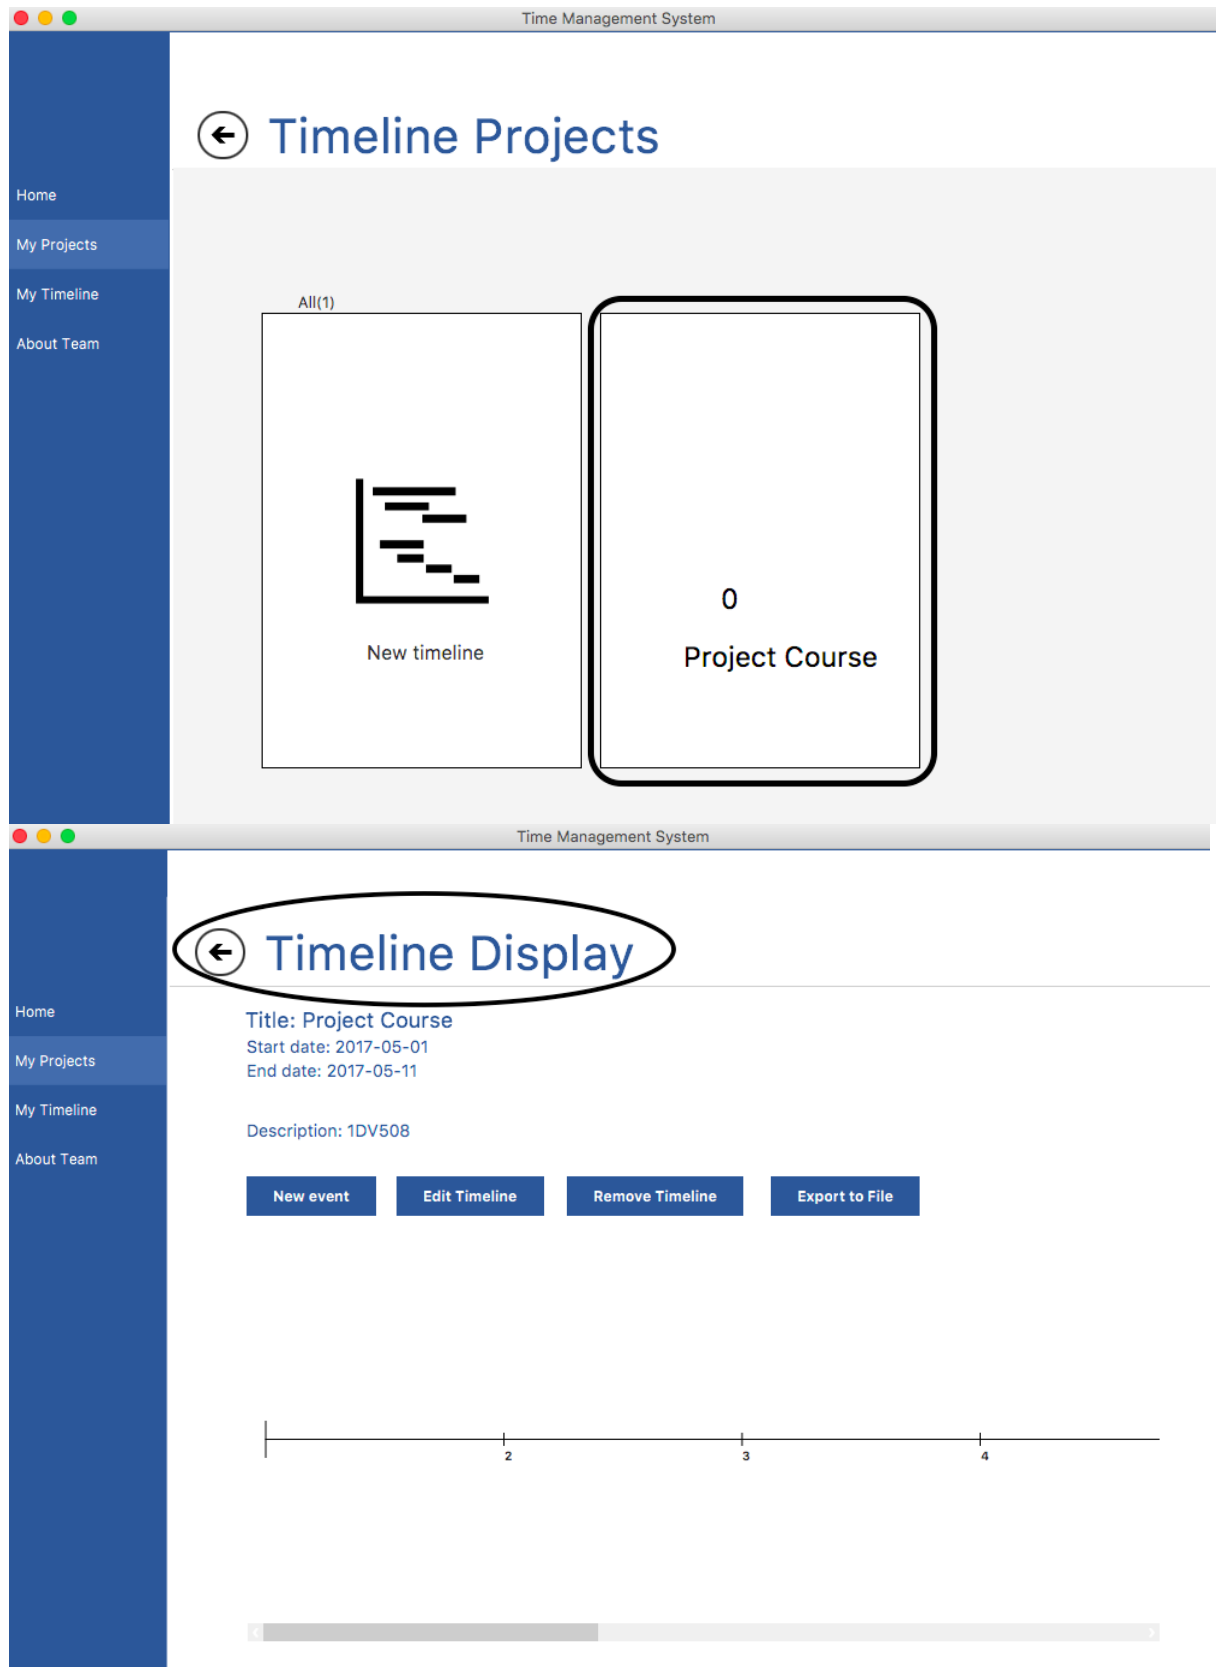 Time Management System
Timeline Projects
Home
My Projects
My Timeline
About Team
All(1)
New timeline
0
Project Course
Time Management System
Timeline Display
Home
My Projects
My Timeline
About Team
Title: Project Course
Start date: 2017-05-01
End date: 2017-05-11
Description: 1DV508
New event Edit Timeline Remove Timeline Export to File
2 3 4